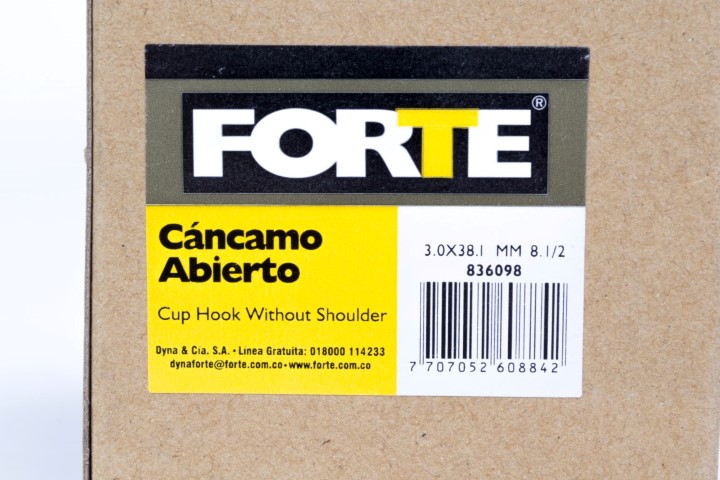 FORTE®
Cáncamo
Abierto
Cup Hook Without Shoulder
Dyna & Cia. S.A. • Linea Gratuita: 018000 114233
dynaforte@forte.com.co • www.forte.com.co
3.0X38.1 MM 8.1/2
836098
7 707052 608842